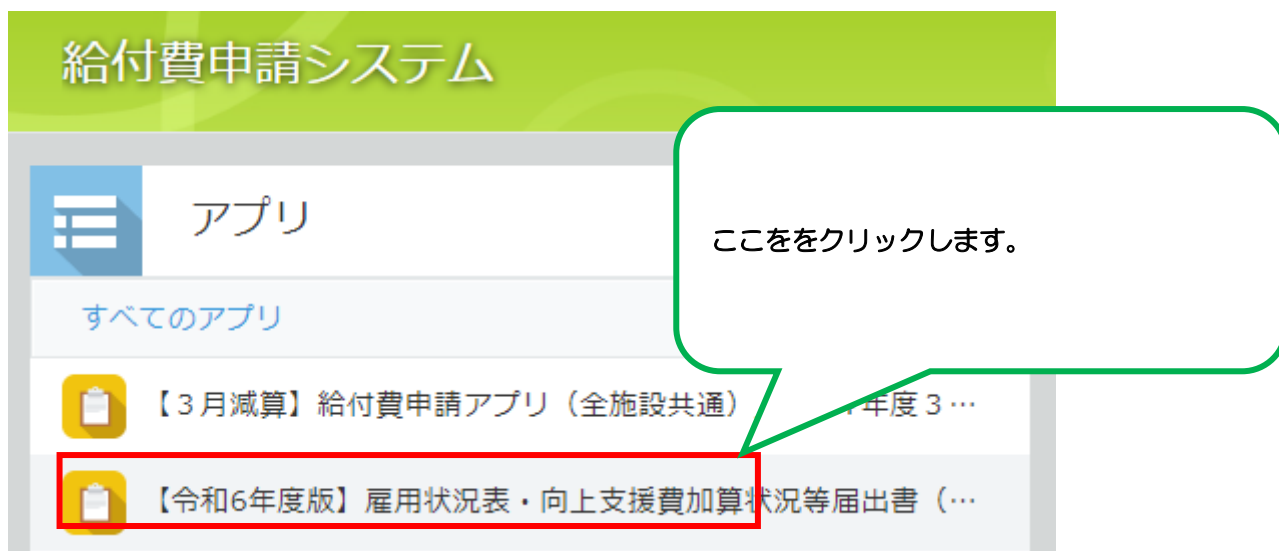 給付費申請システム
アプリ
ここををクリックします。
すべてのアプリ
【３月減算】給付費申請アプリ（全施設共通） 年度３…
【令和6年度版】雇用状況表・向上支援費加算状況等届出書（…